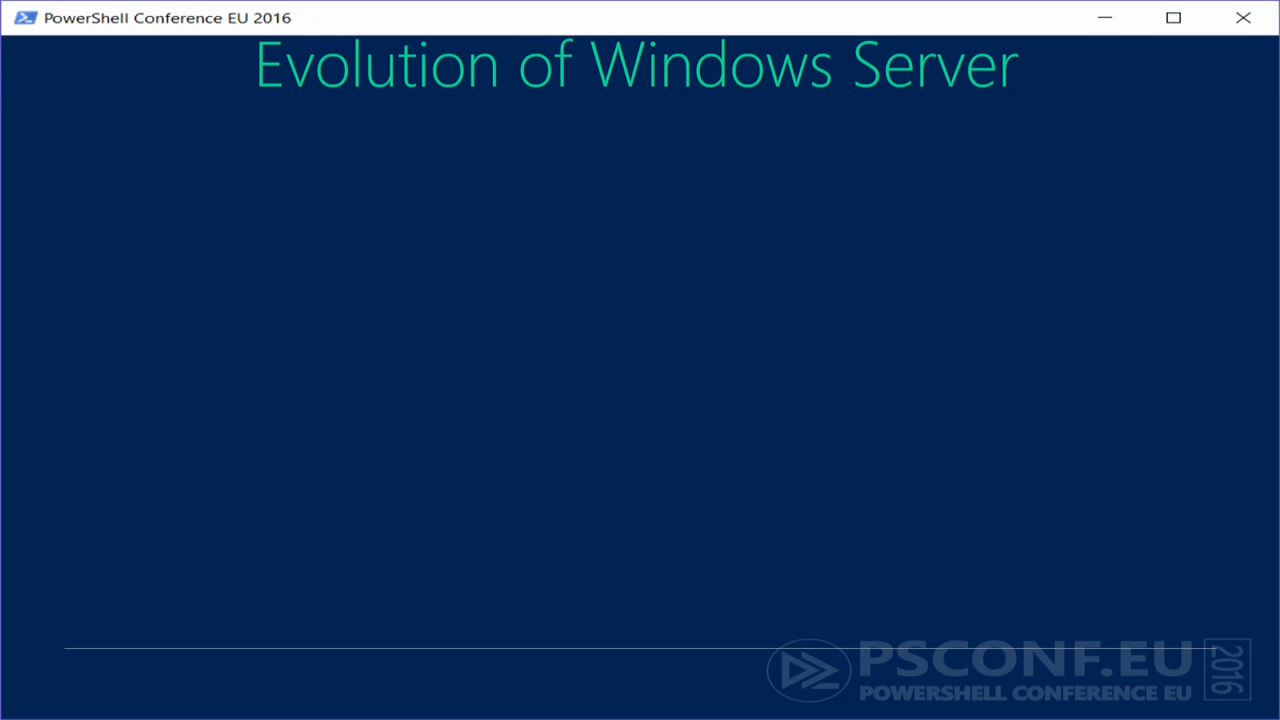 PowerShell Conference EU 2016
Evolution of Windows Server
PSCONF.EU
POWERSHELL CONFERENCE EU
2016